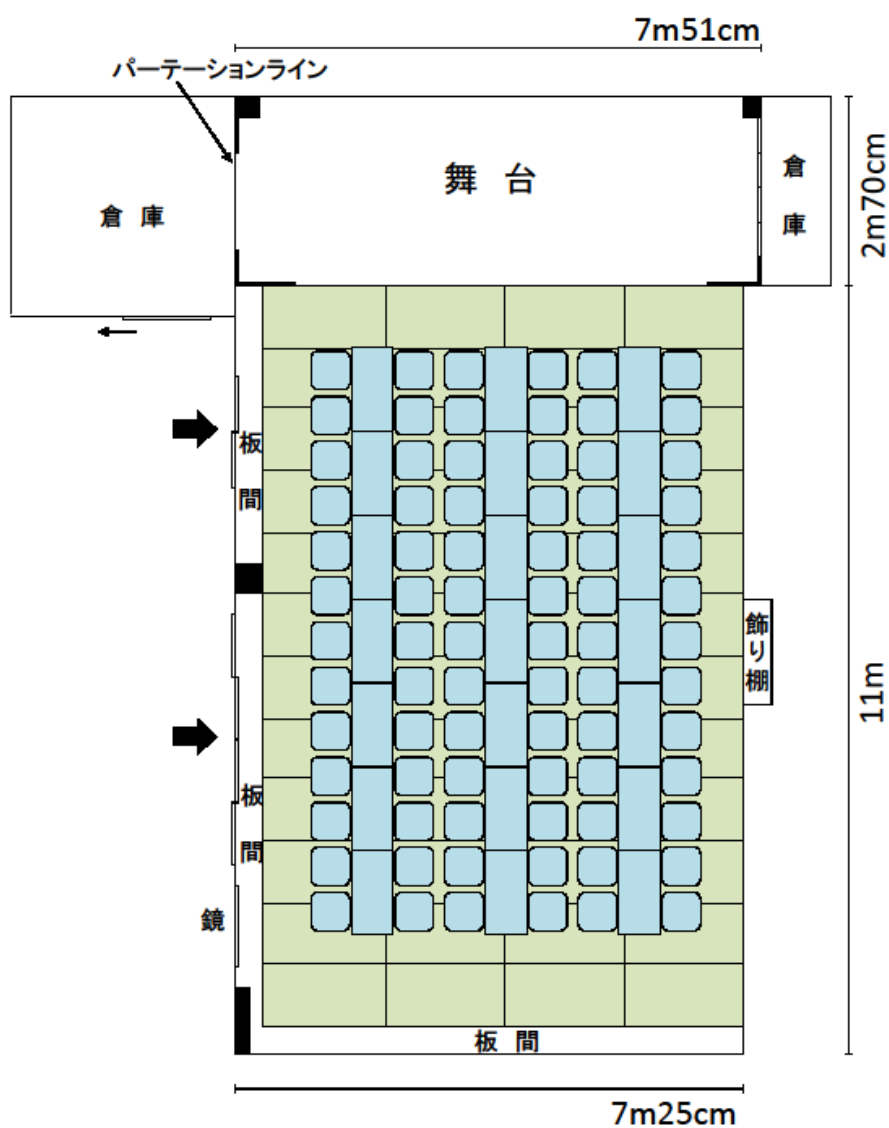 7m51cm
パーテーションライン
舞 台
倉 庫
倉
庫
2m70cm
板
間
飾り棚
11m
板
間
鏡
板 間
7m25cm